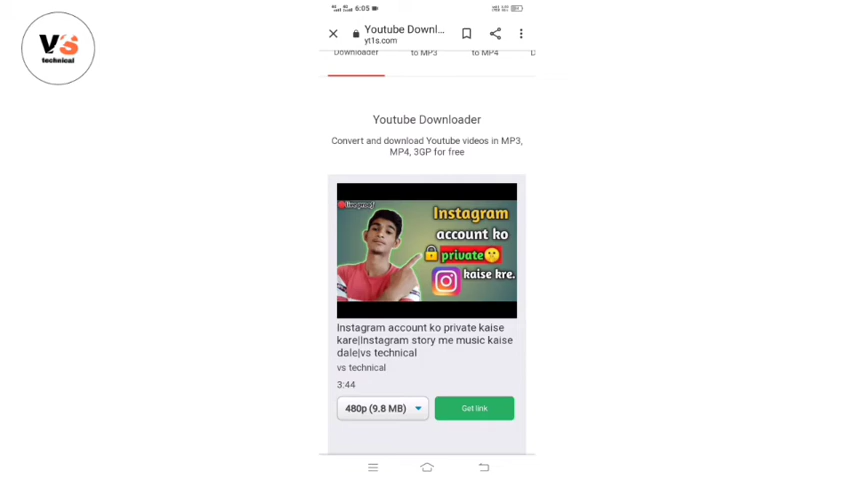 VS
technical
6:05
Youtube Downl...
yt1s.com
Downloader
to MP3
to MP4
Youtube Downloader
Convert and download Youtube videos in MP3,
MP4, 3GP for free
Instagram
account ko
private
kaise kre.
Instagram account ko private kaise
kare|Instagram story me music kaise
dale|vs technical
vs technical
3:44
480p (9.8 MB)
Get link